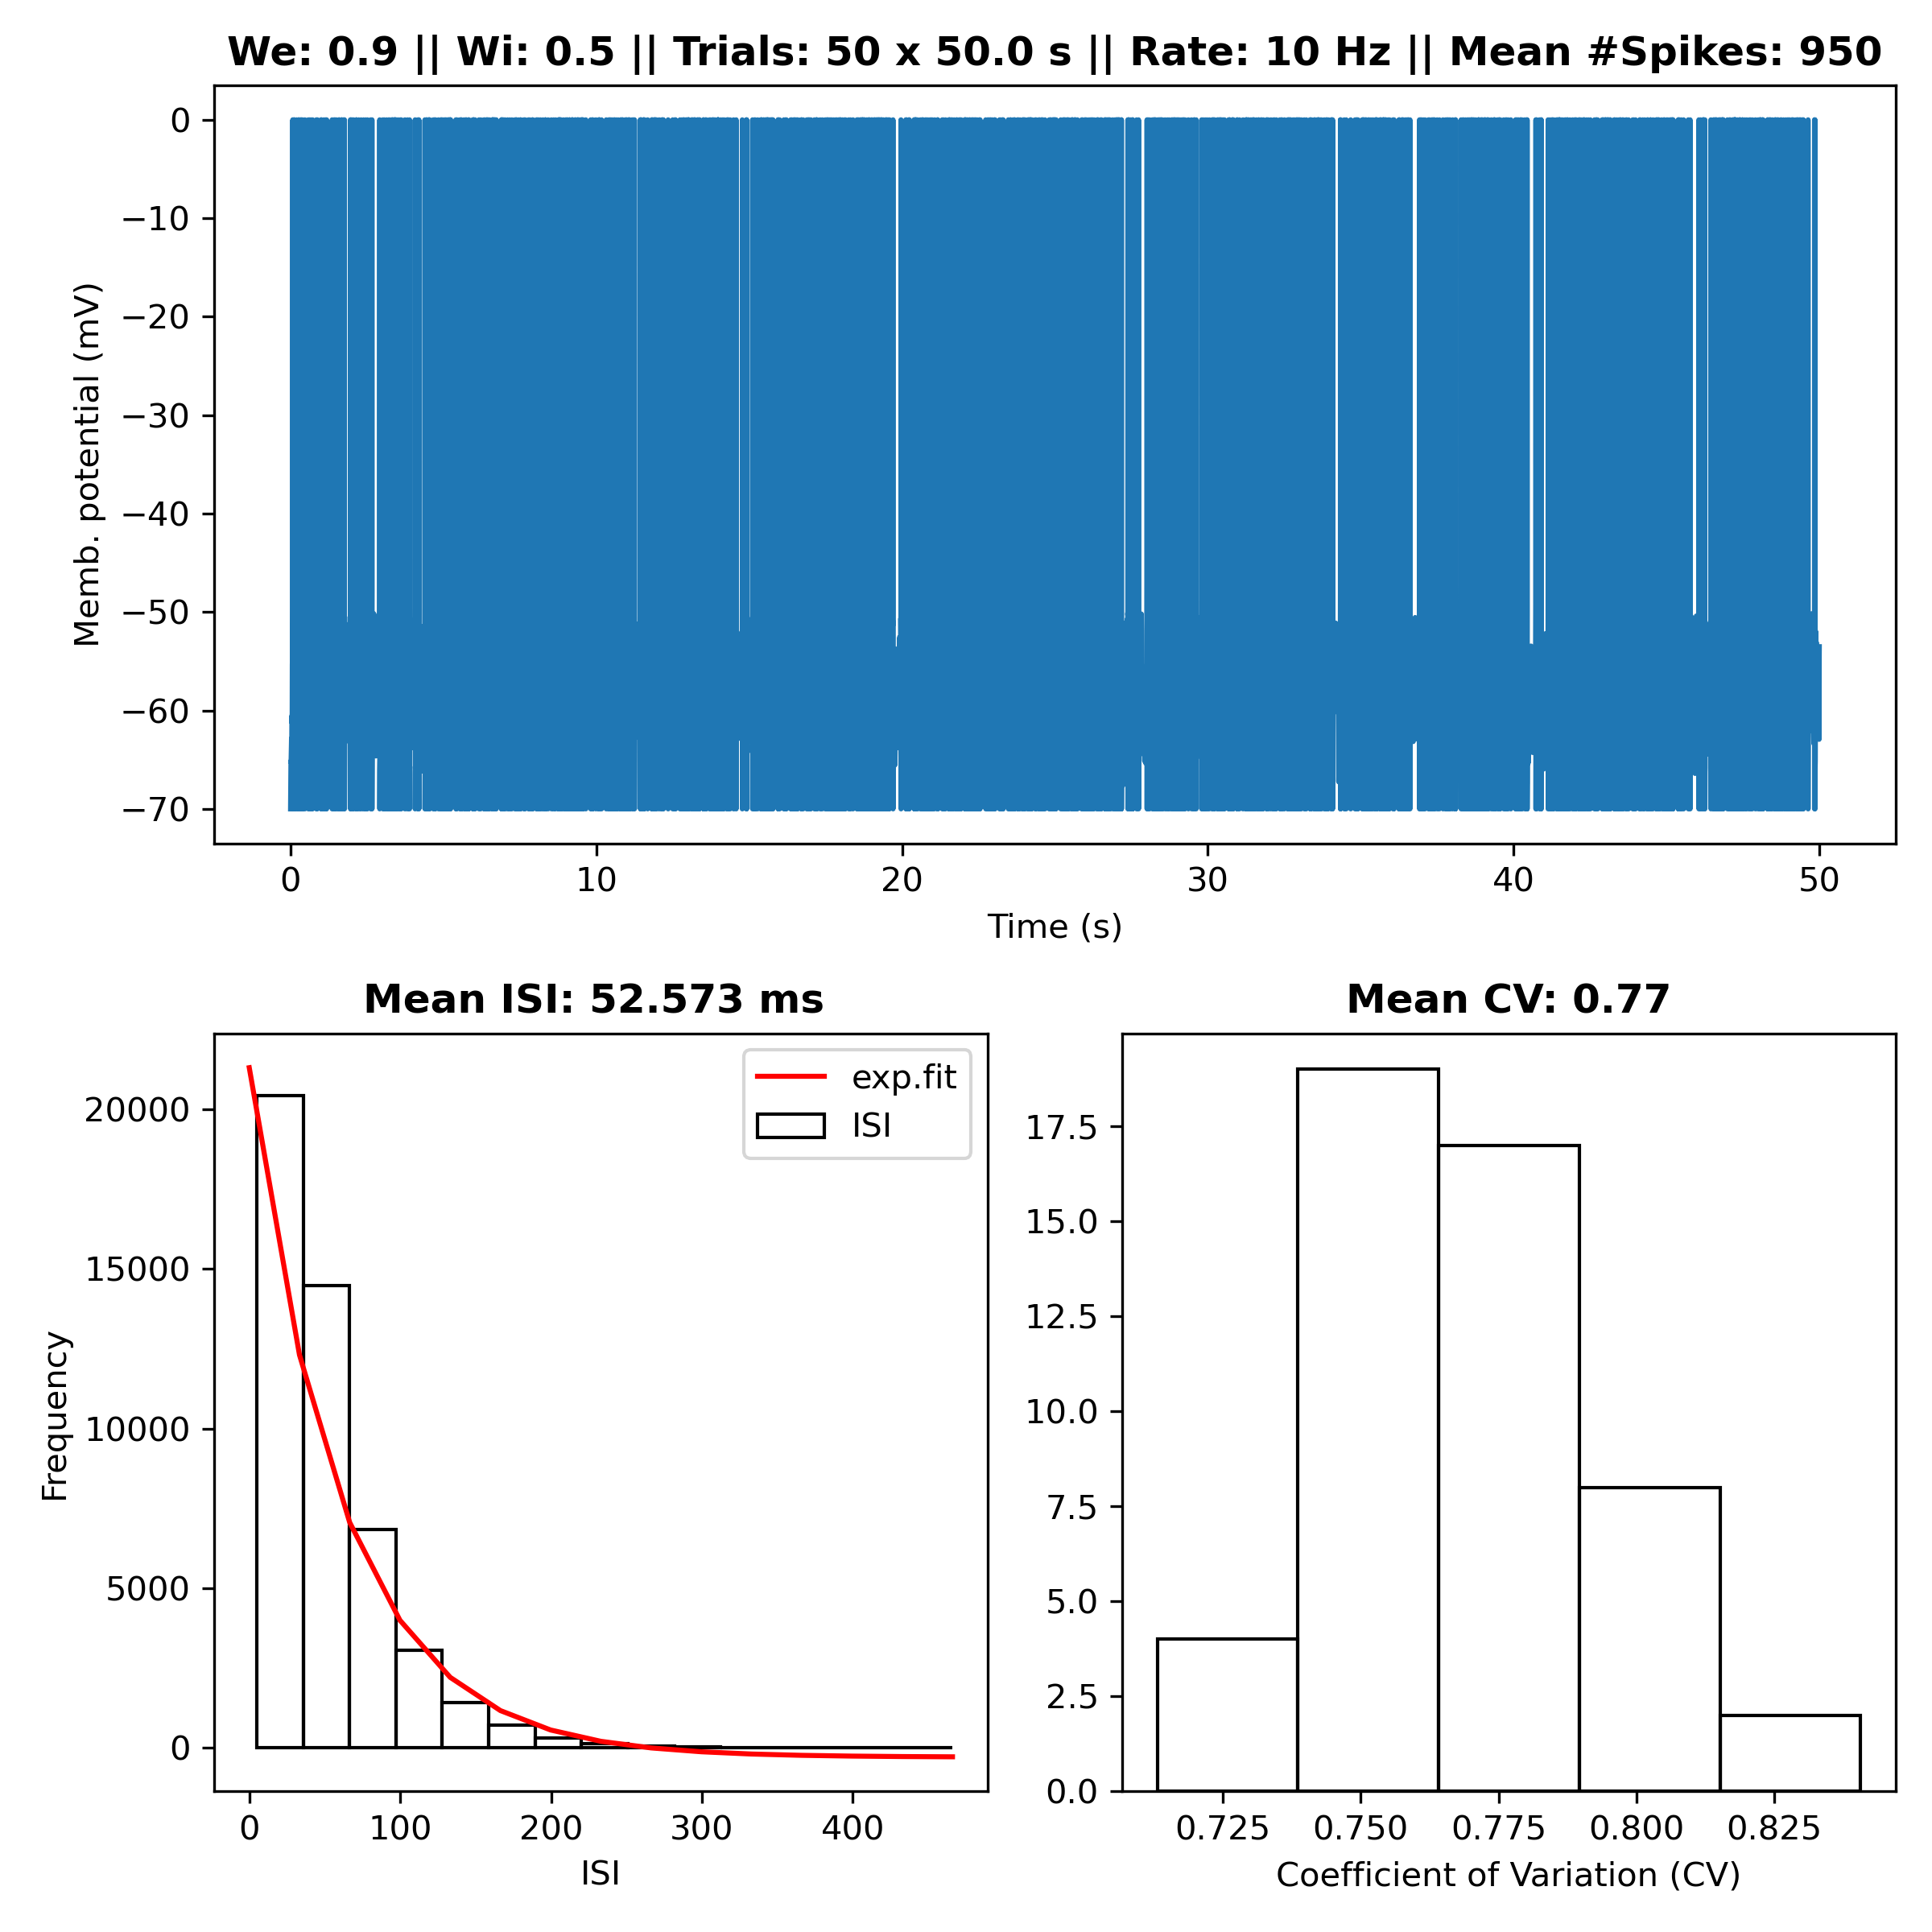 We: 0.9 || Wi: 0.5 || Trials: 50 x 50.0 s || Rate: 10 Hz || Mean #Spikes: 950
0
−10
−20
−30
−40
−50
−60
−70
Memb. potential (mV)
0 10 20 30 40 50
Time (s)
Mean ISI: 52.573 ms
exp.fit
ISI
20000
15000
10000
5000
0
Frequency
0 100 200 300 400
ISI
Mean CV: 0.77
17.5
15.0
12.5
10.0
7.5
5.0
2.5
0.0
0.725 0.750 0.775 0.800 0.825
Coefficient of Variation (CV)